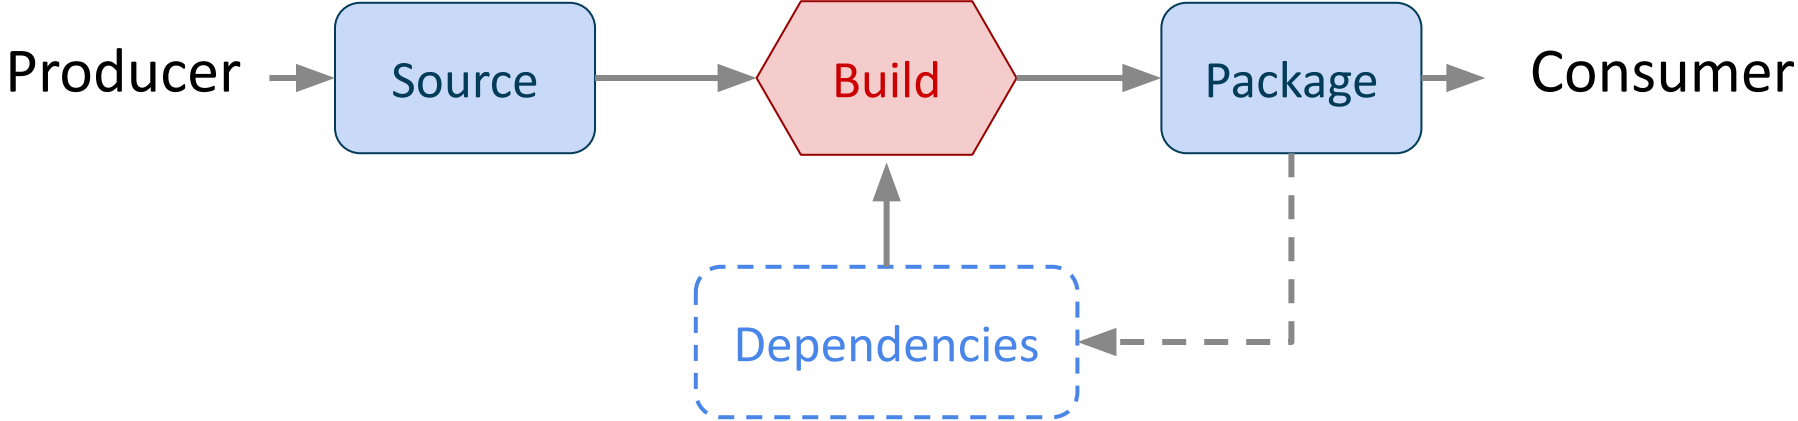 Producer
Source
Build
Package
Consumer
Dependencies